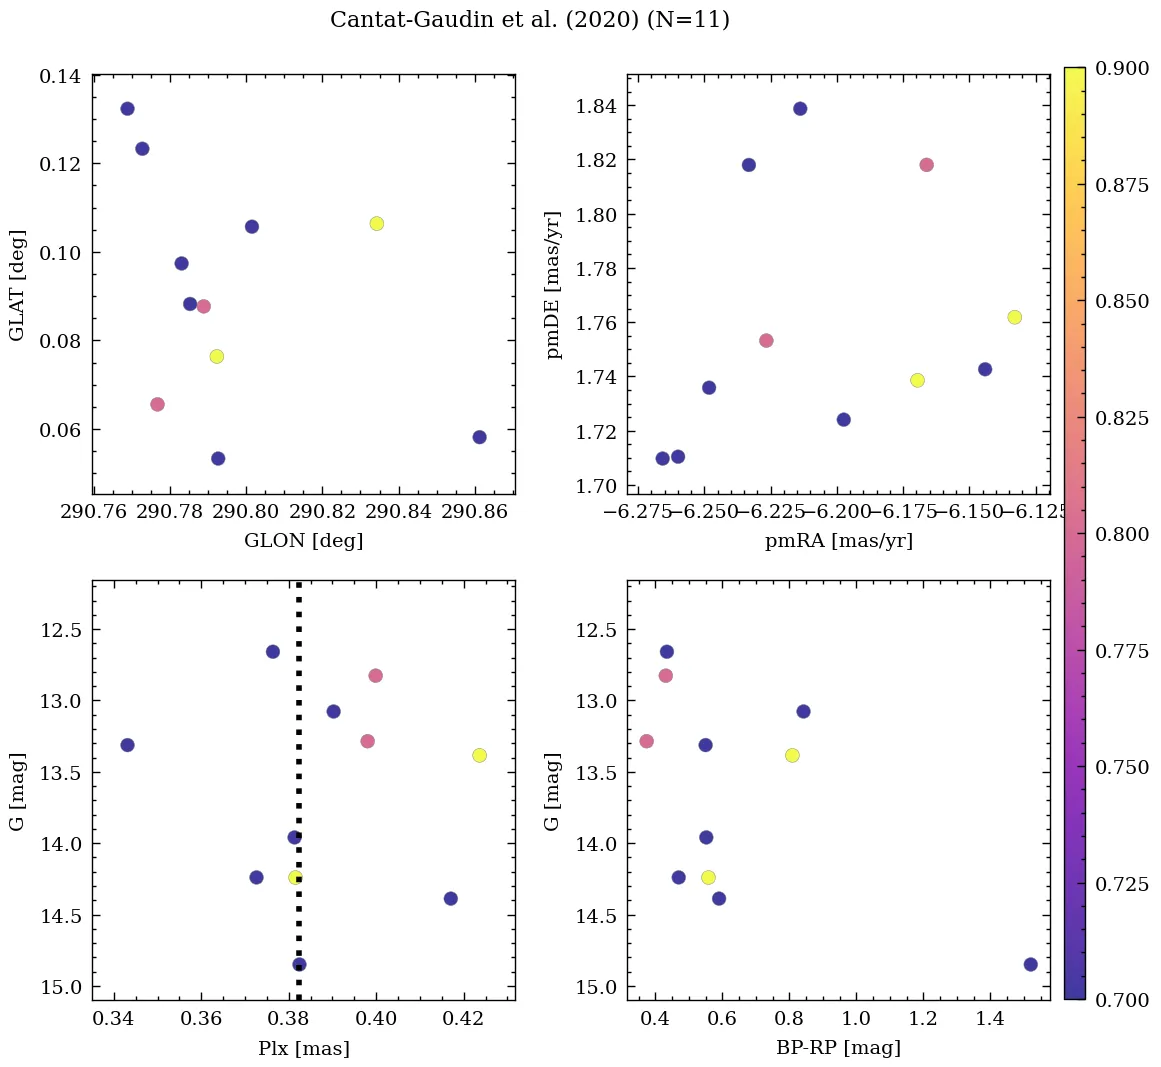 Cantat-Gaudin et al. (2020) (N=11)
0.14
0.12
0.10
0.08
0.06
GLAT [deg]
290.76 290.78 290.80 290.82 290.84 290.86
GLON [deg]
1.84
1.82
1.80
1.78
1.76
1.74
1.72
1.70
pmDE [mas/yr]
−6.275 −6.250 −6.225 −6.200 −6.175 −6.150 −6.125
pmRA [mas/yr]
12.5
13.0
13.5
14.0
14.5
15.0
G [mag]
0.34 0.36 0.38 0.40 0.42
Plx [mas]
12.5
13.0
13.5
14.0
14.5
15.0
G [mag]
0.4 0.6 0.8 1.0 1.2 1.4
BP-RP [mag]
0.900
0.875
0.850
0.825
0.800
0.775
0.750
0.725
0.700